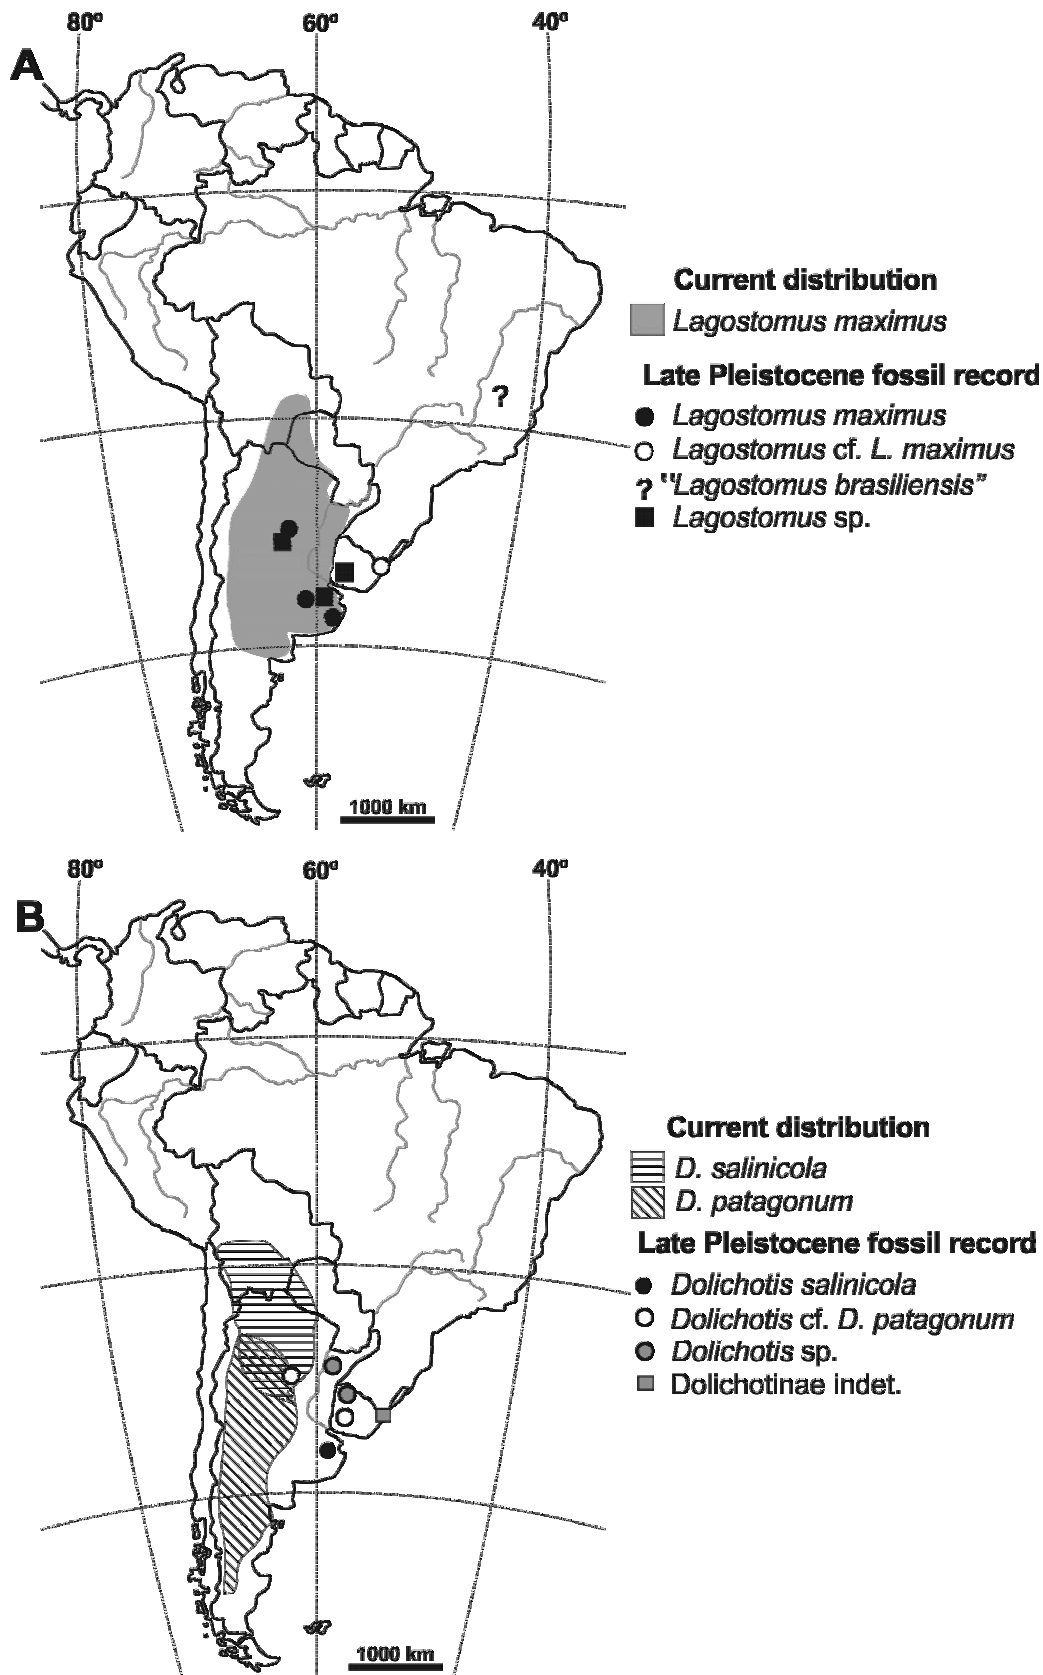 80º 60º 40º
A
Current distribution
Lagostomus maximus
Late Pleistocene fossil record
?
Lagostomus maximus
Lagostomus cf. L. maximus
? "Lagostomus brasiliensis"
Lagostomus sp.
1000 km
80º 60º 40º
B
Current distribution
D. salinicola
D. patagonum
Late Pleistocene fossil record
Dolichotis salinicola
Dolichotis cf. D. patagonum
Dolichotis sp.
Dolichotinae indet.
1000 km